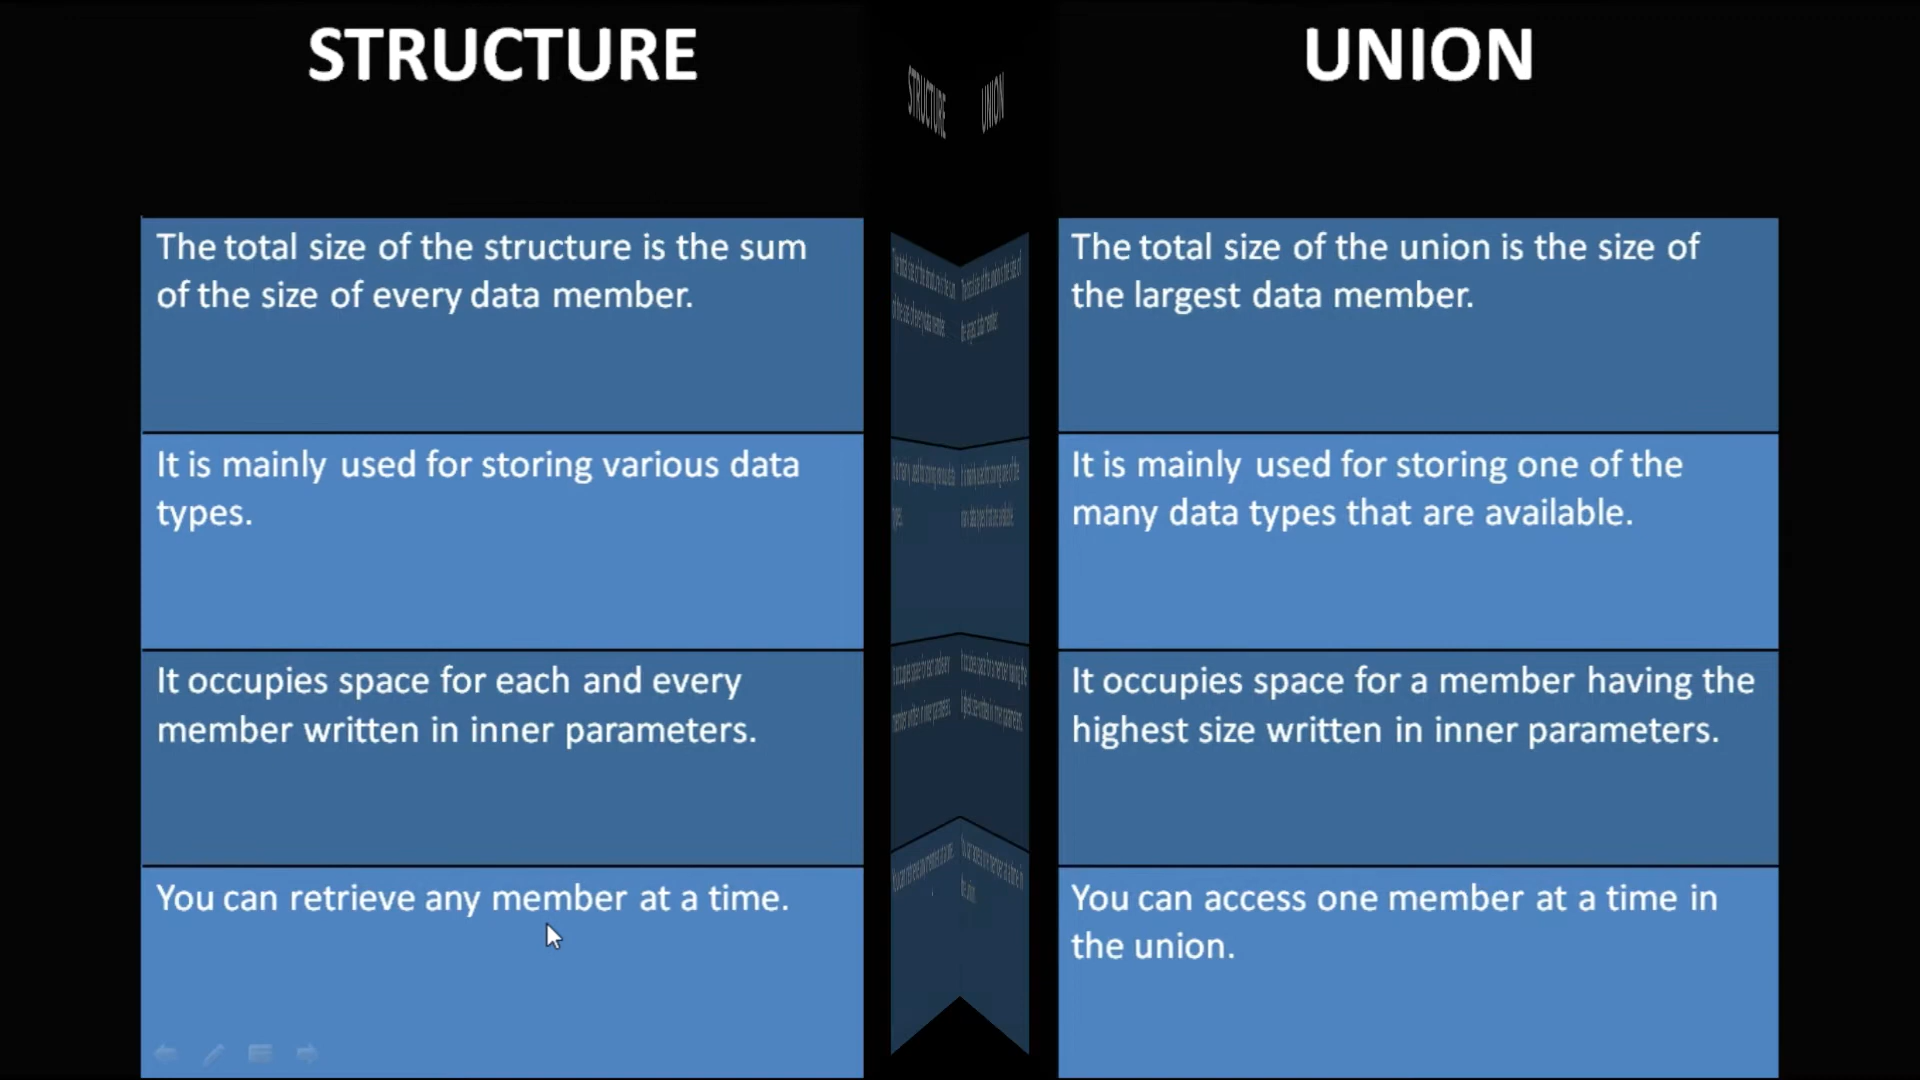 STRUCTURE
UNION
STRUCTURE
UNION
The total size of the structure is the sum
of the size of every data member.
The total size of the union is the size of
the largest data member.
It is mainly used for storing various data
types.
It is mainly used for storing one of the
many data types that are available.
It occupies space for each and every
member written in inner parameters.
It occupies space for a member having the
highest size written in inner parameters.
You can retrieve any member at a time.
You can access one member at a time in
the union.